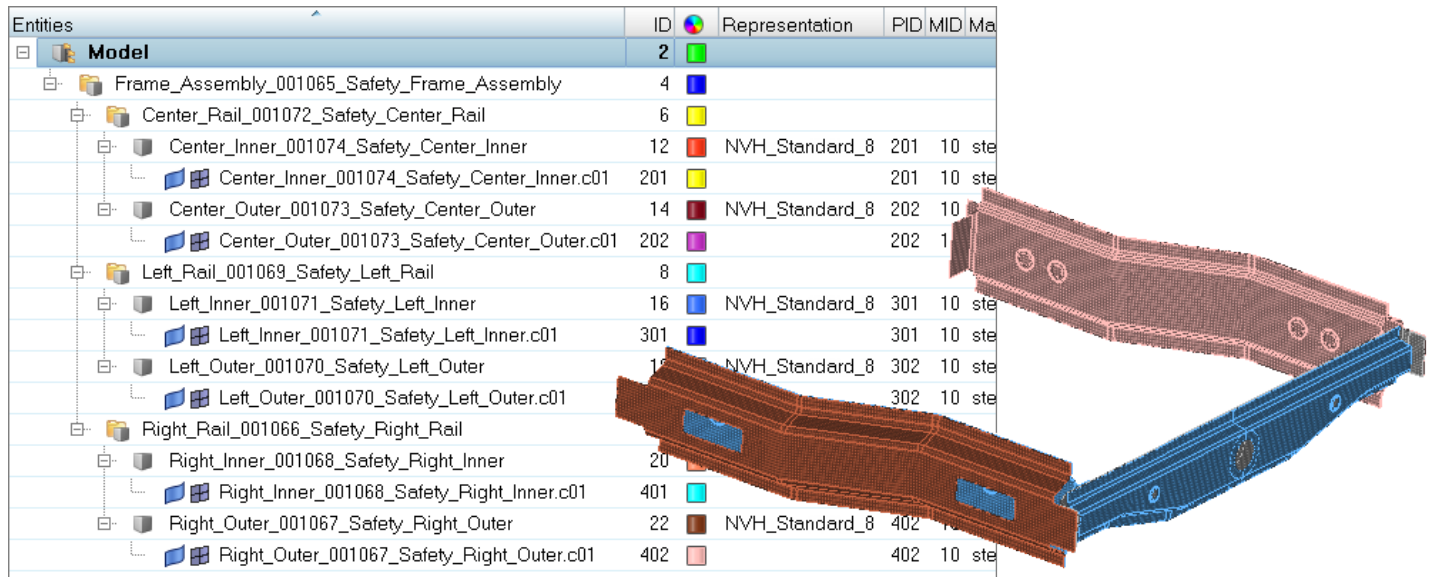 Entities ID Representation PID MID Ma
Model 2
Frame_Assembly_001065_Safety_Frame_Assembly 4
Center_Rail_001072_Safety_Center_Rail 6
Center_Inner_001074_Safety_Center_Inner 12 NVH_Standard_8 201 10 ste
Center_Inner_001074_Safety_Center_Inner.c01 201 201 10 ste
Center_Outer_001073_Safety_Center_Outer 14 NVH_Standard_8 202 10
Center_Outer_001073_Safety_Center_Outer.c01 202 202 1
Left_Rail_001069_Safety_Left_Rail 8
Left_Inner_001071_Safety_Left_Inner 16 NVH_Standard_8 301 10 ste
Left_Inner_001071_Safety_Left_Inner.c01 301 301 10 ste
Left_Outer_001070_Safety_Left_Outer NVH_Standard_8 302 10 ste
Left_Outer_001070_Safety_Left_Outer.c01 302 10 ste
Right_Rail_001066_Safety_Right_Rail
Right_Inner_001068_Safety_Right_Inner 20
Right_Inner_001068_Safety_Right_Inner.c01 401
Right_Outer_001067_Safety_Right_Outer 22 NVH_Standard_8 402
Right_Outer_001067_Safety_Right_Outer.c01 402 402 10 ste